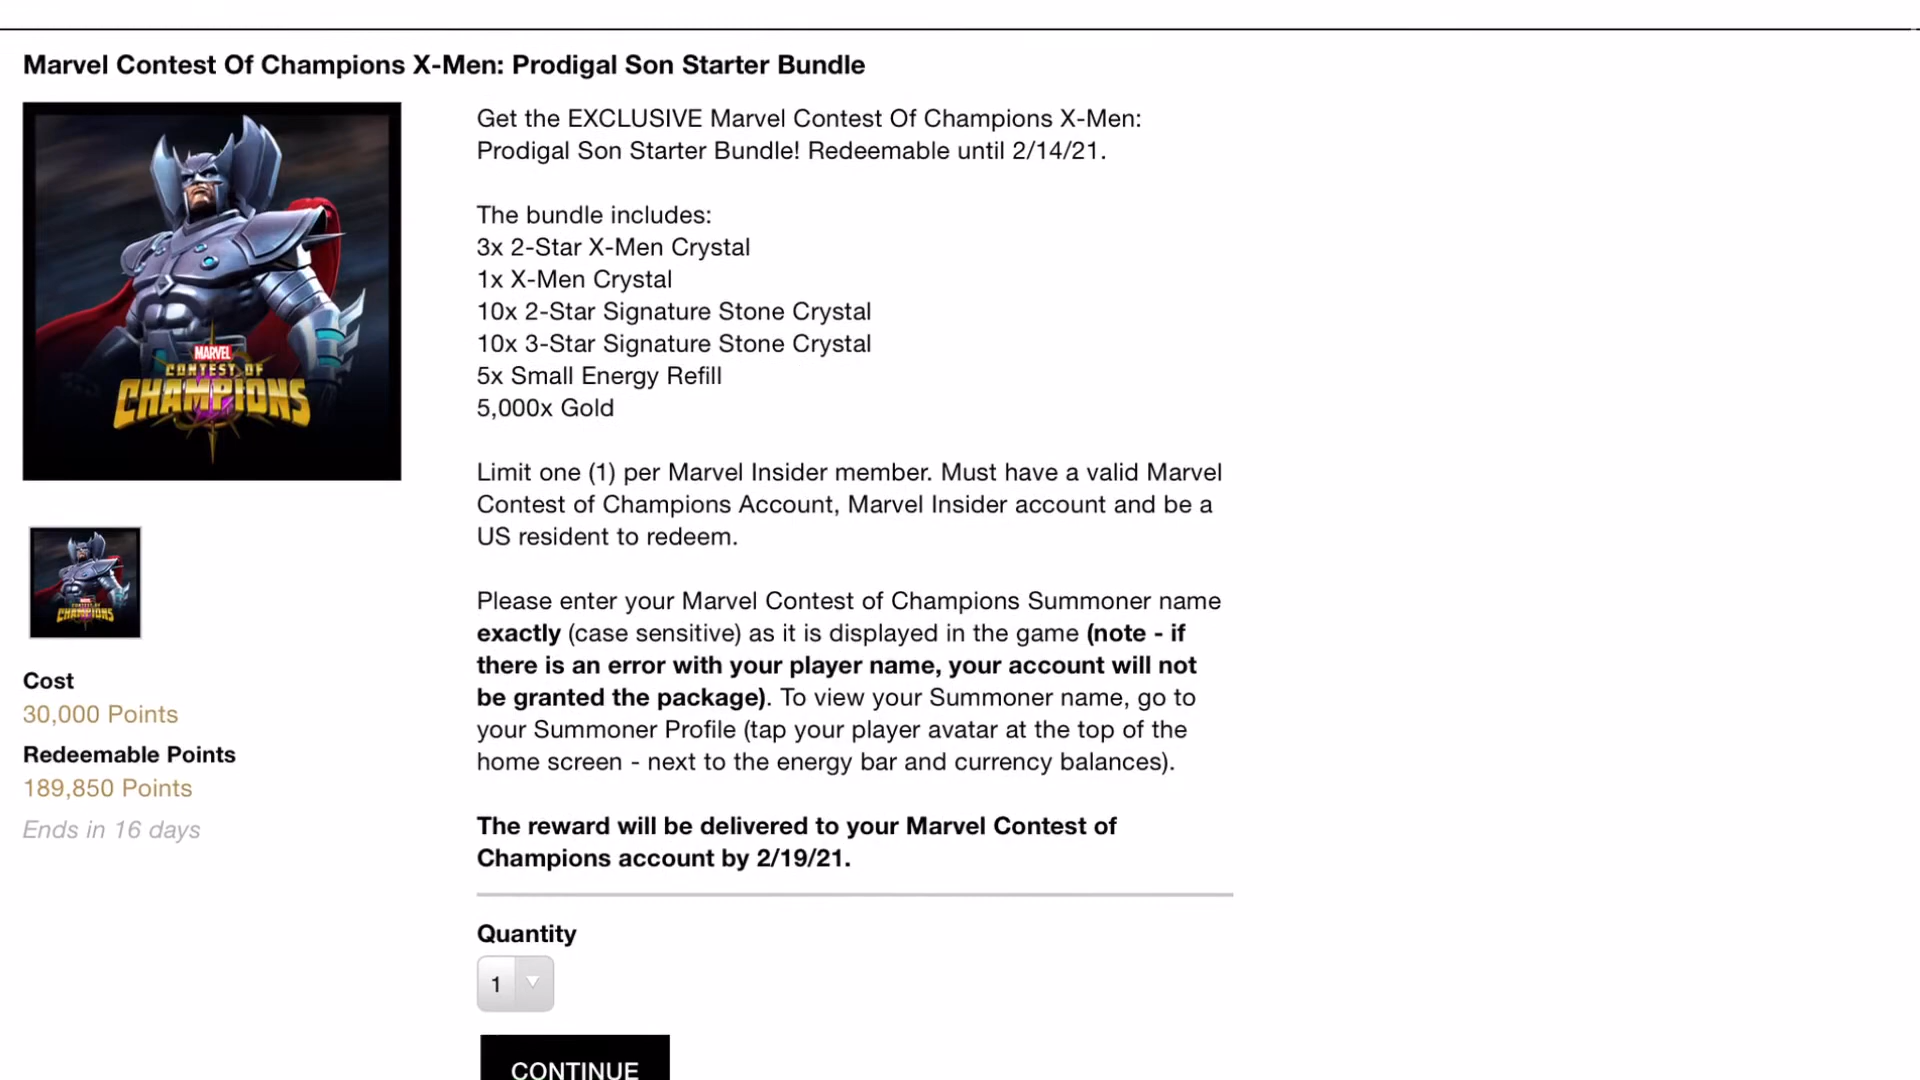 Marvel Contest Of Champions X-Men: Prodigal Son Starter Bundle
MARVEL
CONTEST OF
CHAMPIONS
MARVEL
CONTEST OF
CHAMPIONS
Cost
30,000 Points
Redeemable Points
189,850 Points
Ends in 16 days
Get the EXCLUSIVE Marvel Contest Of Champions X-Men:
Prodigal Son Starter Bundle! Redeemable until 2/14/21.
The bundle includes:
3x 2-Star X-Men Crystal
1x X-Men Crystal
10x 2-Star Signature Stone Crystal
10x 3-Star Signature Stone Crystal
5x Small Energy Refill
5,000x Gold
Limit one (1) per Marvel Insider member. Must have a valid Marvel
Contest of Champions Account, Marvel Insider account and be a
US resident to redeem.
Please enter your Marvel Contest of Champions Summoner name
exactly (case sensitive) as it is displayed in the game (note - if
there is an error with your player name, your account will not
be granted the package). To view your Summoner name, go to
your Summoner Profile (tap your player avatar at the top of the
home screen - next to the energy bar and currency balances).
The reward will be delivered to your Marvel Contest of
Champions account by 2/19/21.
Quantity
1
CONTINUE